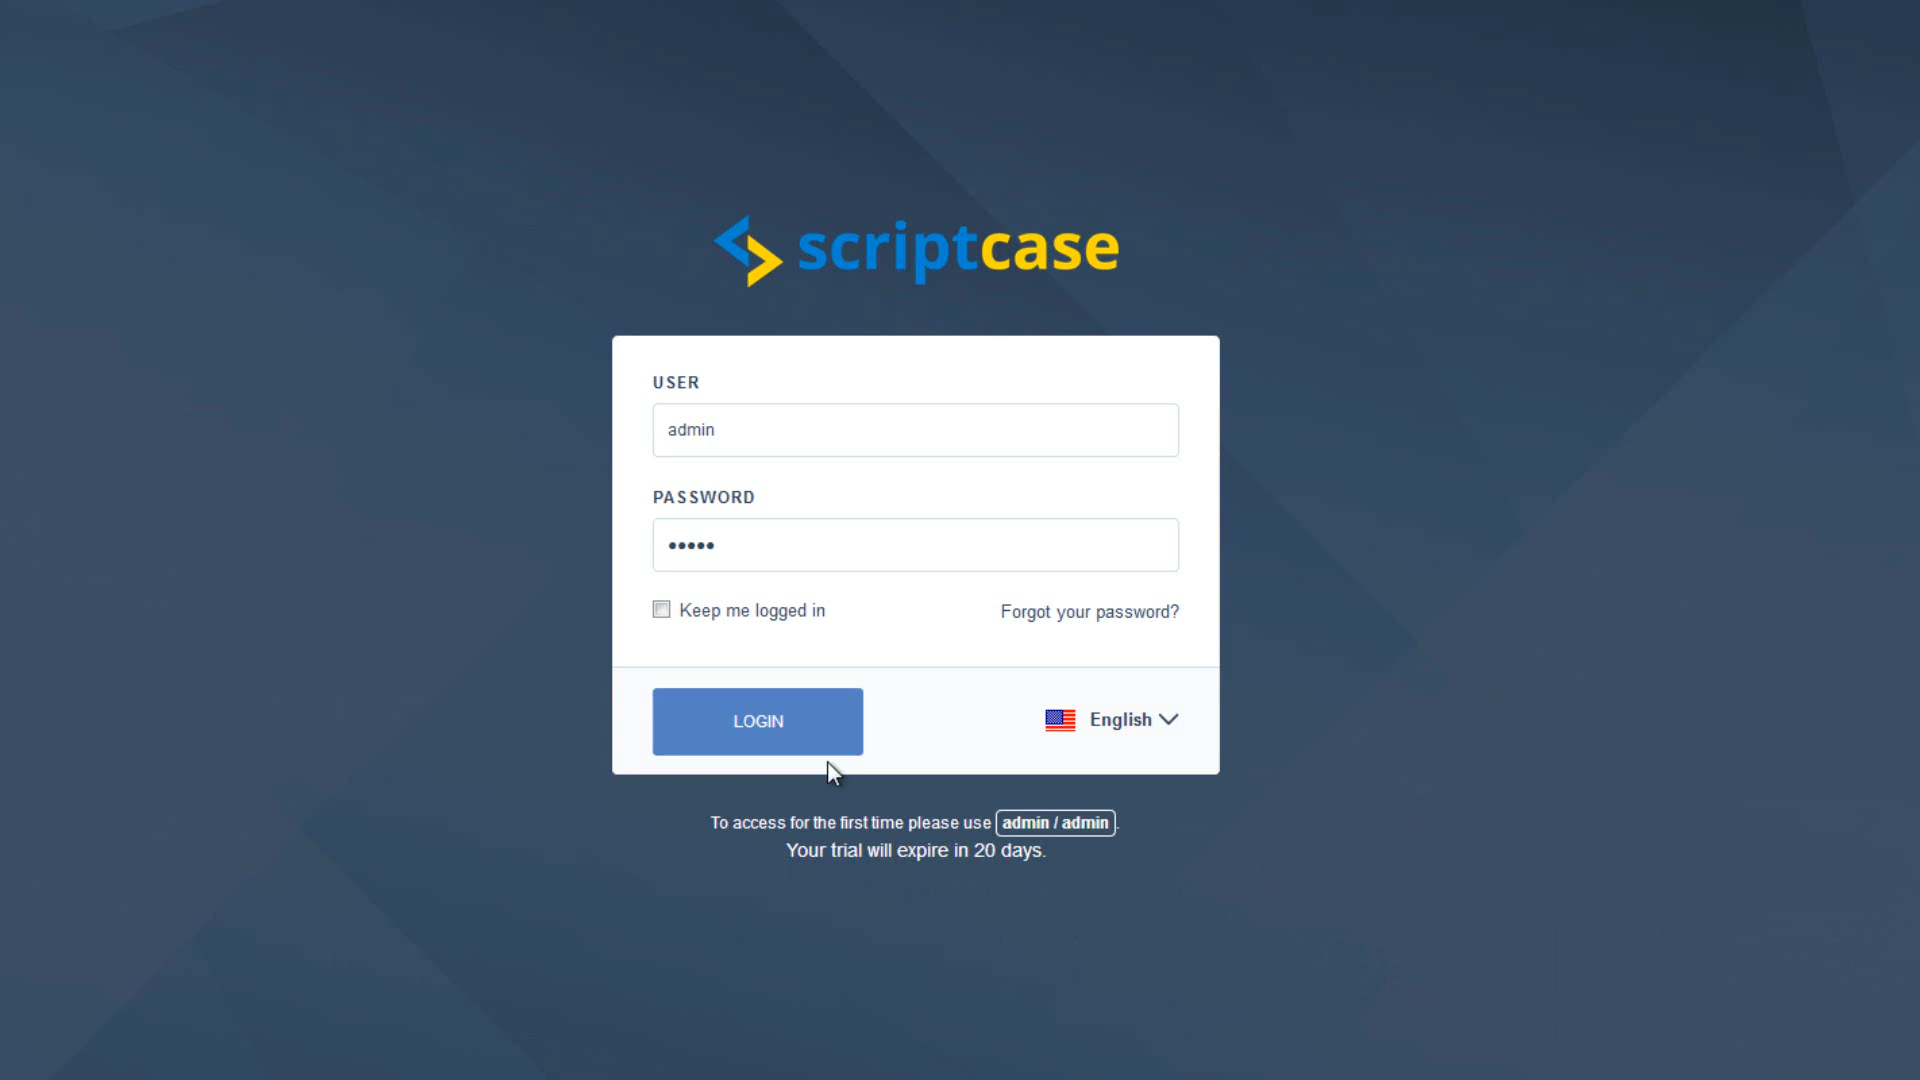 scriptcase
USER
admin
PASSWORD
•••••
Keep me logged in
Forgot your password?
LOGIN
English
To access for the first time please use admin / admin.
Your trial will expire in 20 days.